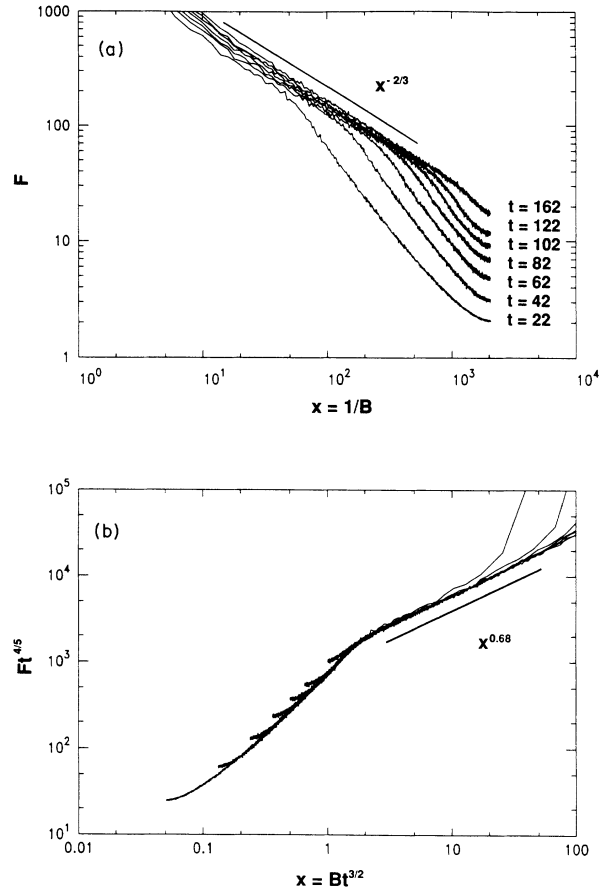 1000
(a)
x^{-2/3}
100
F
t = 162
t = 122
t = 102
t = 82
t = 62
t = 42
t = 22
10
1
10^0
10^1
10^2
10^3
10^4
x = 1/B
10^5
(b)
10^4
x^{0.68}
Ft^{4/5}
10^3
10^2
10^1
0.01
0.1
1
10
100
x = Bt^{3/2}